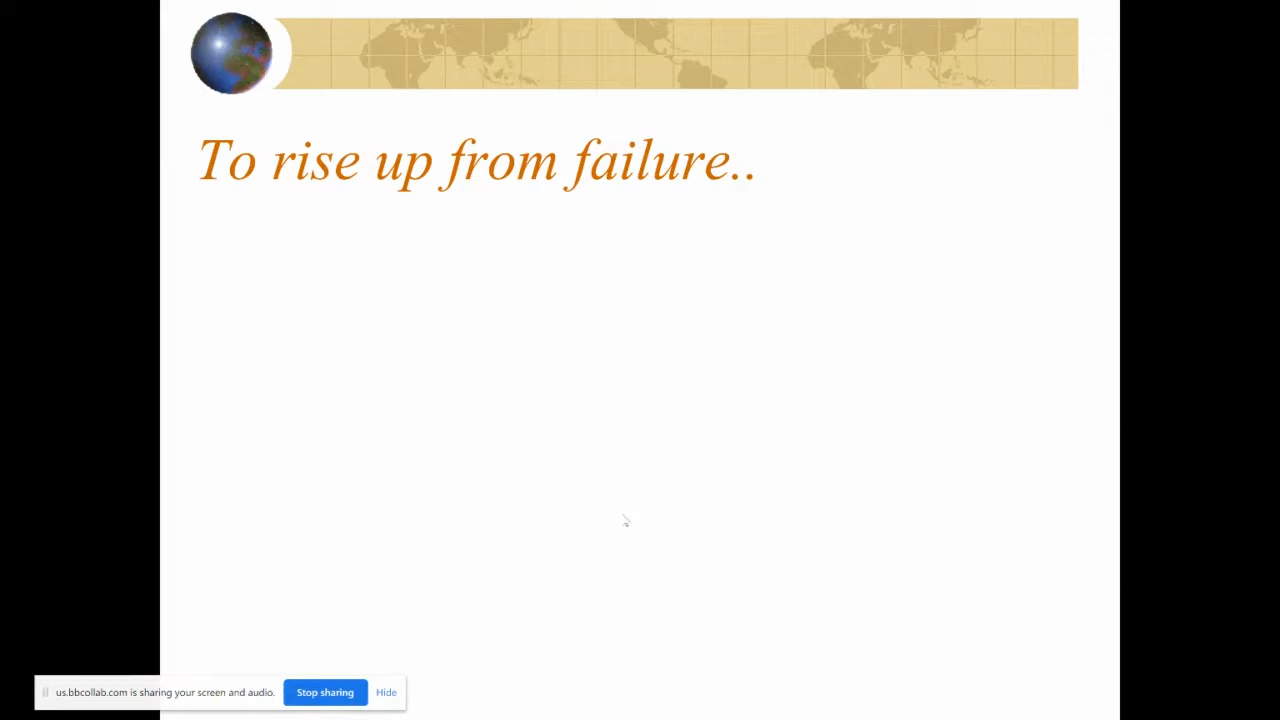 To rise up from failure..
us.bbcollab.com is sharing your screen and audio. Stop sharing Hide